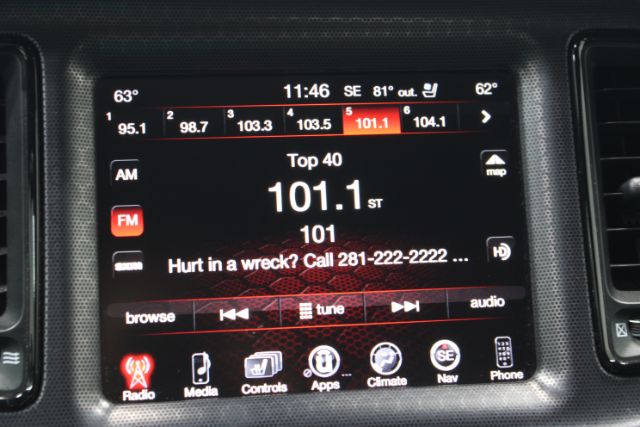 63° 11:46 SE 81° out. 62°
1 95.1 2 98.7 3 103.3 4 103.5 5 101.1 6 104.1
Top 40
AM map
101.1 ST
FM
101
HD
Hurt in a wreck? Call 281-222-2222 ...
browse tune audio
Radio Media Controls Apps ... Climate Nav Phone
SE